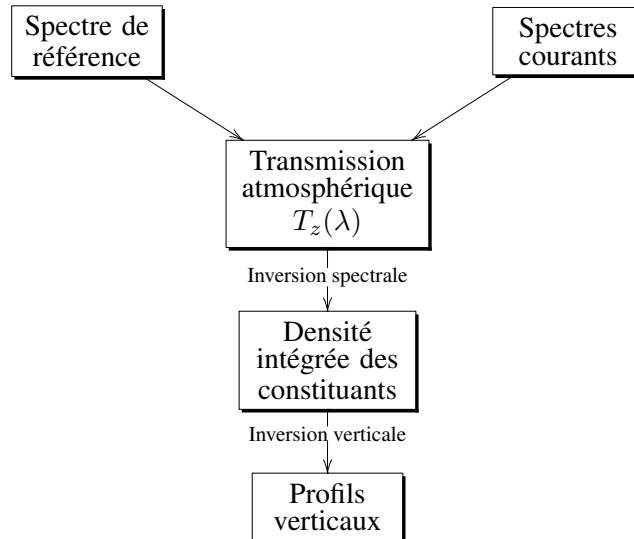 Spectre de
référence
Spectres
courants
Transmission
atmosphérique
T_z(λ)
Inversion spectrale
Densité
intégrée des
constituants
Inversion verticale
Profils
verticaux